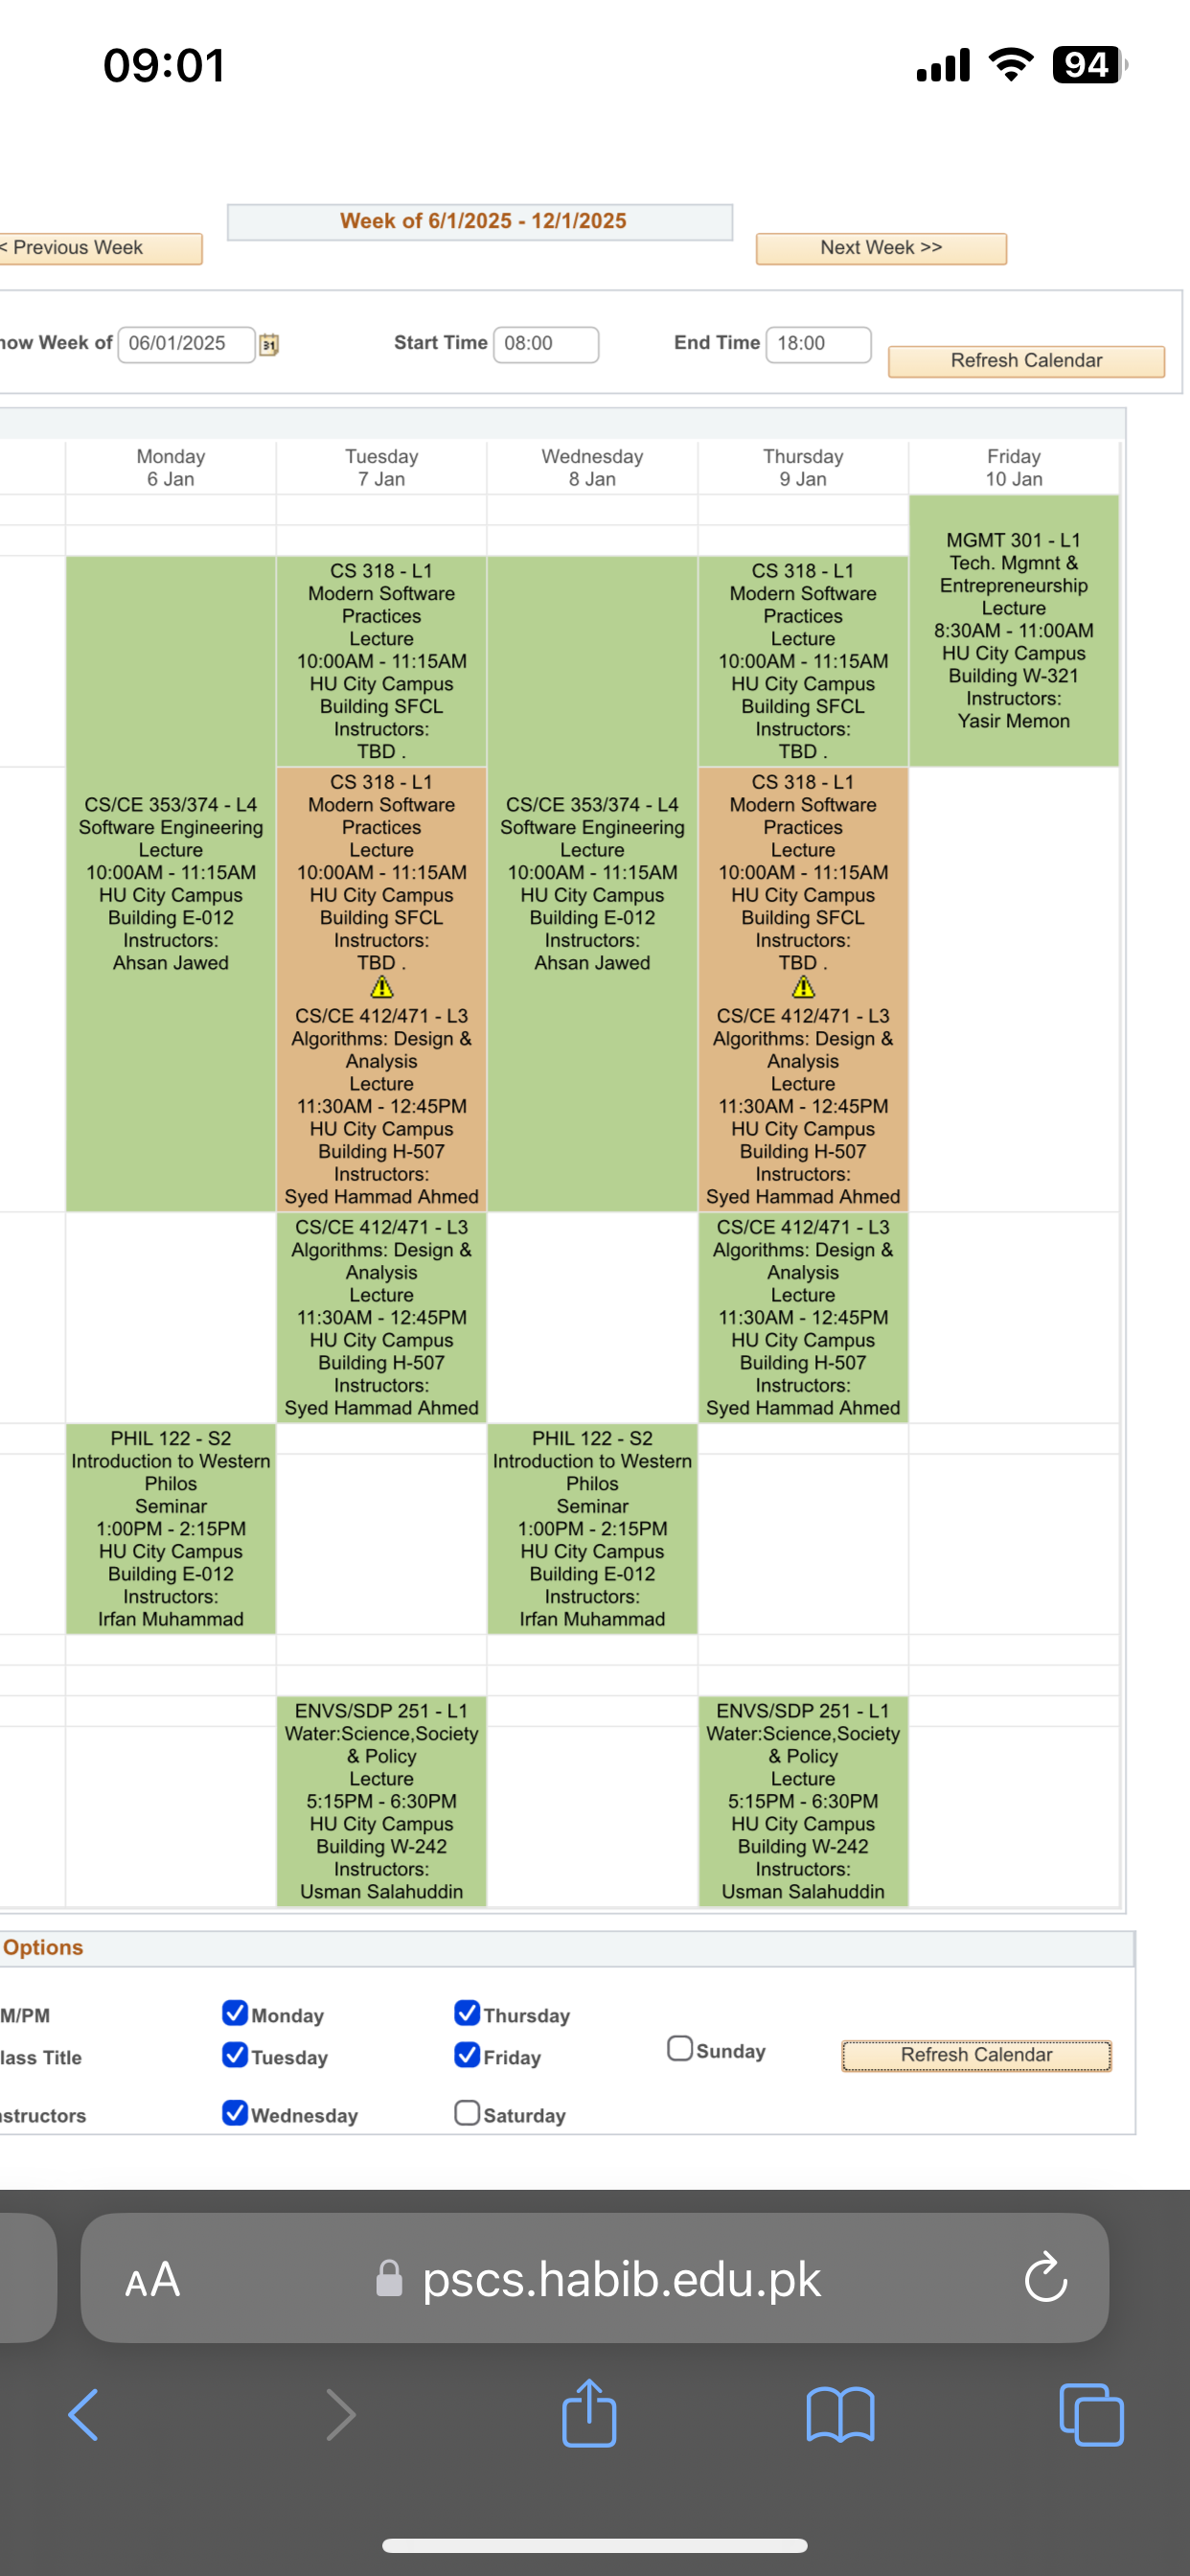 09:01
94
Week of 6/1/2025 - 12/1/2025
< Previous Week
Next Week >>
how Week of
06/01/2025
31
Start Time
08:00
End Time
18:00
Refresh Calendar
Monday
6 Jan
Tuesday
7 Jan
Wednesday
8 Jan
Thursday
9 Jan
Friday
10 Jan
CS/CE 353/374 - L4
Software Engineering
Lecture
10:00AM - 11:15AM
HU City Campus
Building E-012
Instructors:
Ahsan Jawed
PHIL 122 - S2
Introduction to Western
Philos
Seminar
1:00PM - 2:15PM
HU City Campus
Building E-012
Instructors:
Irfan Muhammad
CS 318 - L1
Modern Software
Practices
Lecture
10:00AM - 11:15AM
HU City Campus
Building SFCL
Instructors:
TBD .
CS 318 - L1
Modern Software
Practices
Lecture
10:00AM - 11:15AM
HU City Campus
Building SFCL
Instructors:
TBD .
CS/CE 412/471 - L3
Algorithms: Design &
Analysis
Lecture
11:30AM - 12:45PM
HU City Campus
Building H-507
Instructors:
Syed Hammad Ahmed
CS/CE 412/471 - L3
Algorithms: Design &
Analysis
Lecture
11:30AM - 12:45PM
HU City Campus
Building H-507
Instructors:
Syed Hammad Ahmed
ENVS/SDP 251 - L1
Water:Science,Society
& Policy
Lecture
5:15PM - 6:30PM
HU City Campus
Building W-242
Instructors:
Usman Salahuddin
CS/CE 353/374 - L4
Software Engineering
Lecture
10:00AM - 11:15AM
HU City Campus
Building E-012
Instructors:
Ahsan Jawed
PHIL 122 - S2
Introduction to Western
Philos
Seminar
1:00PM - 2:15PM
HU City Campus
Building E-012
Instructors:
Irfan Muhammad
CS 318 - L1
Modern Software
Practices
Lecture
10:00AM - 11:15AM
HU City Campus
Building SFCL
Instructors:
TBD .
CS 318 - L1
Modern Software
Practices
Lecture
10:00AM - 11:15AM
HU City Campus
Building SFCL
Instructors:
TBD .
CS/CE 412/471 - L3
Algorithms: Design &
Analysis
Lecture
11:30AM - 12:45PM
HU City Campus
Building H-507
Instructors:
Syed Hammad Ahmed
CS/CE 412/471 - L3
Algorithms: Design &
Analysis
Lecture
11:30AM - 12:45PM
HU City Campus
Building H-507
Instructors:
Syed Hammad Ahmed
ENVS/SDP 251 - L1
Water:Science,Society
& Policy
Lecture
5:15PM - 6:30PM
HU City Campus
Building W-242
Instructors:
Usman Salahuddin
MGMT 301 - L1
Tech. Mgmnt &
Entrepreneurship
Lecture
8:30AM - 11:00AM
HU City Campus
Building W-321
Instructors:
Yasir Memon
Options
M/PM
lass Title
nstructors
Monday
Tuesday
Wednesday
Thursday
Friday
Saturday
Sunday
Refresh Calendar
AA
pscs.habib.edu.pk